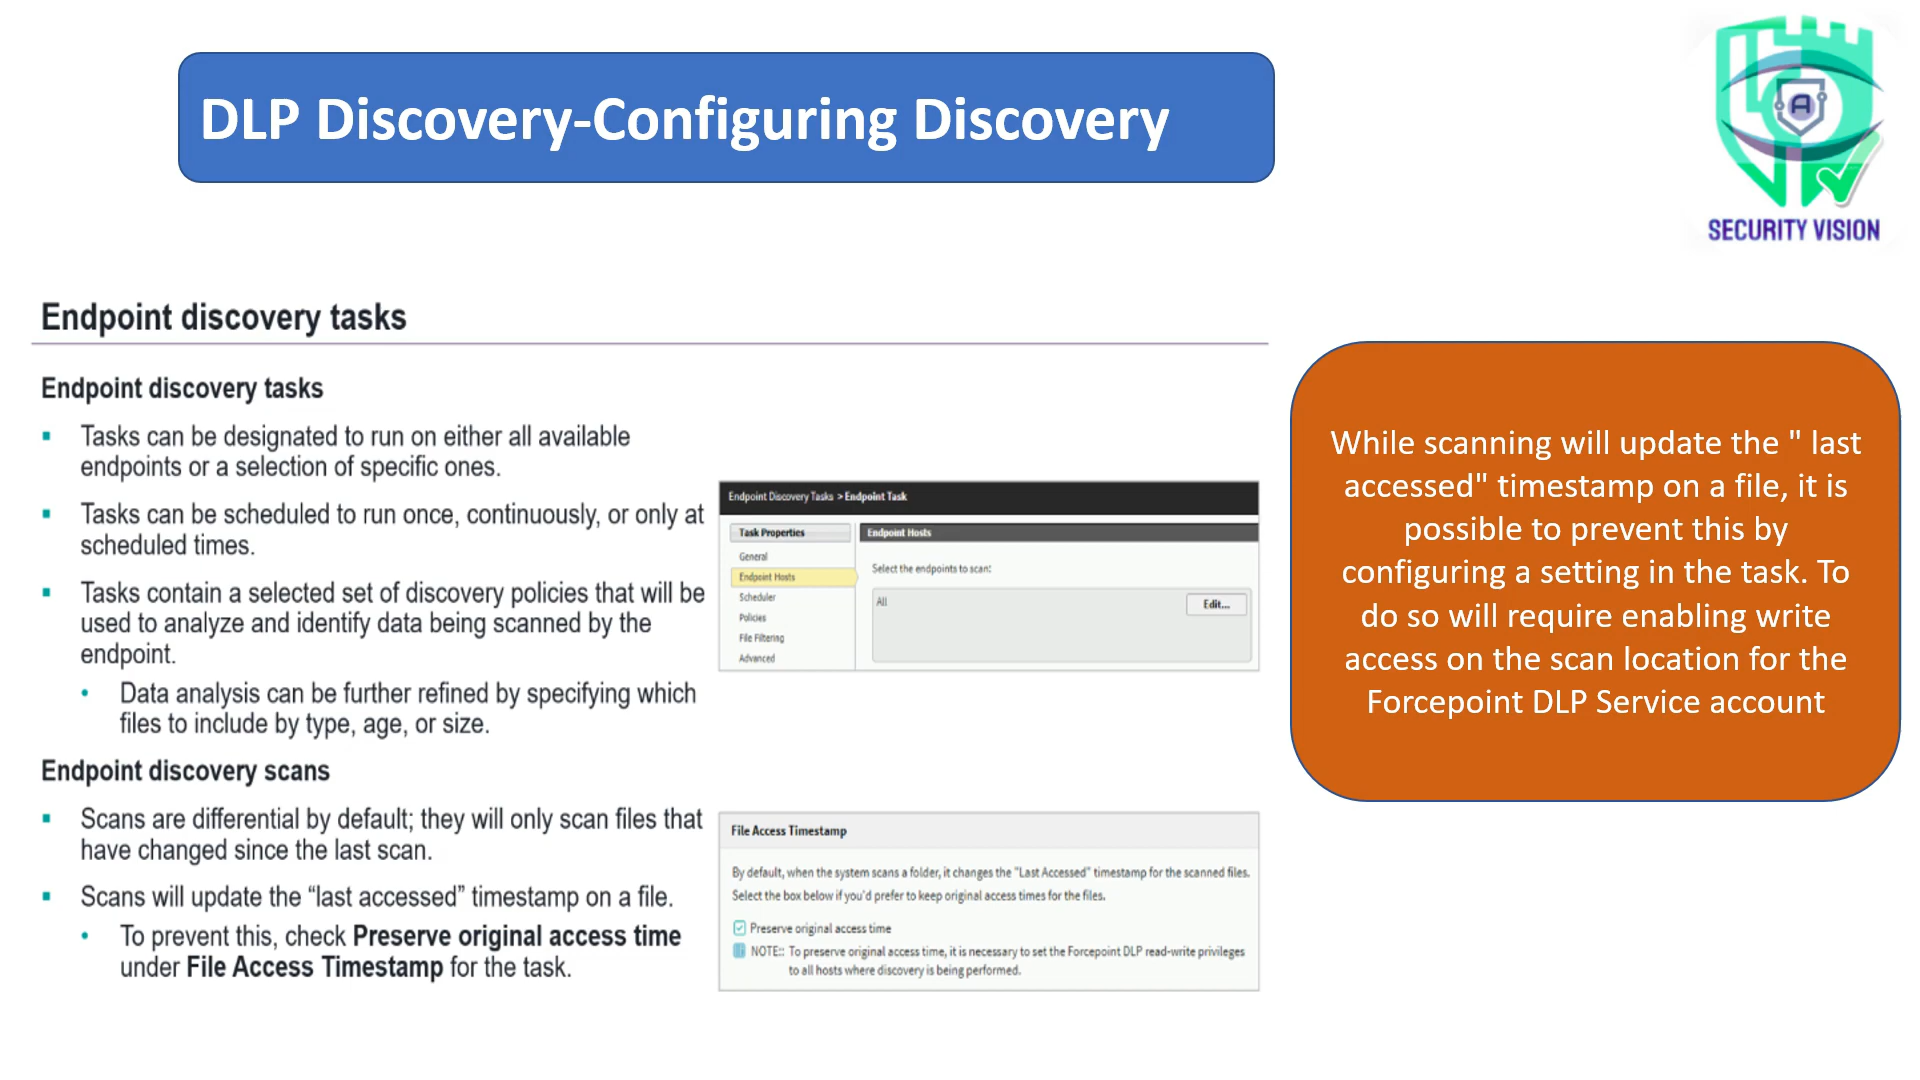 DLP Discovery-Configuring Discovery
A
SECURITY VISION
Endpoint discovery tasks
Endpoint discovery tasks
Tasks can be designated to run on either all available
endpoints or a selection of specific ones.
Tasks can be scheduled to run once, continuously, or only at
scheduled times.
Tasks contain a selected set of discovery policies that will be
used to analyze and identify data being scanned by the
endpoint.
Data analysis can be further refined by specifying which
files to include by type, age, or size.
Endpoint discovery scans
Scans are differential by default; they will only scan files that
have changed since the last scan.
Scans will update the “last accessed” timestamp on a file.
To prevent this, check Preserve original access time
under File Access Timestamp for the task.
Endpoint Discovery Tasks > Endpoint Task
Task Properties
General
Endpoint Hosts
Scheduler
Policies
File Filtering
Advanced
Endpoint Hosts
Select the endpoints to scan:
All
Edit...
File Access Timestamp
By default, when the system scans a folder, it changes the "Last Accessed" timestamp for the scanned files.
Select the box below if you'd prefer to keep original access times for the files.
Preserve original access time
NOTE:: To preserve original access time, it is necessary to set the Forcepoint DLP read-write privileges
to all hosts where discovery is being performed.
While scanning will update the " last
accessed" timestamp on a file, it is
possible to prevent this by
configuring a setting in the task. To
do so will require enabling write
access on the scan location for the
Forcepoint DLP Service account